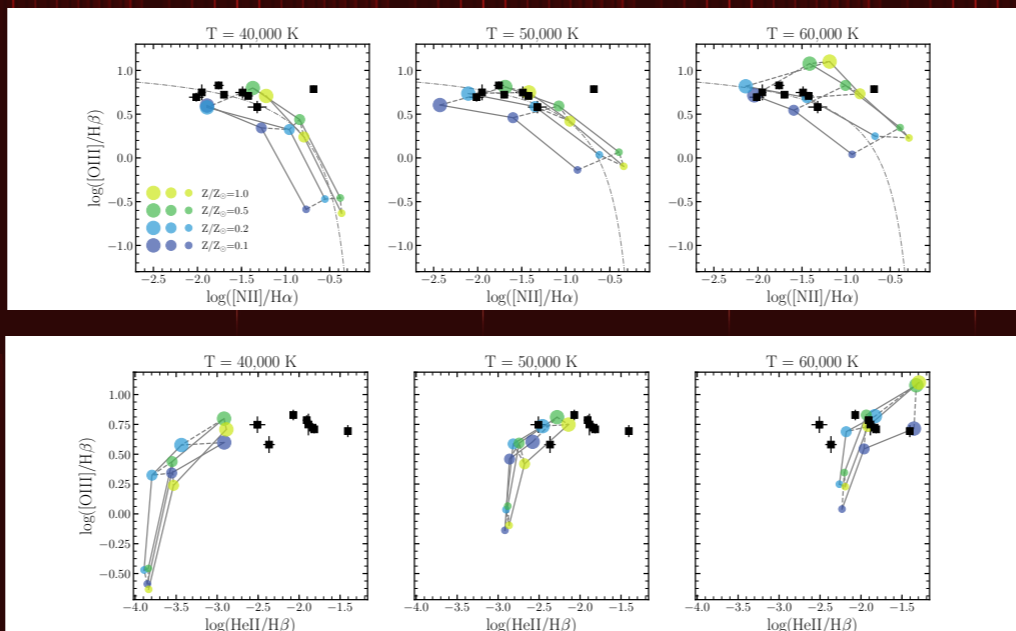 T = 40,000 K
T = 50,000 K
T = 60,000 K
log([OIII]/Hβ)
1.0
0.5
0.0
−0.5
−1.0
Z/Z⊙=1.0
Z/Z⊙=0.5
Z/Z⊙=0.2
Z/Z⊙=0.1
−2.5 −2.0 −1.5 −1.0 −0.5
−2.5 −2.0 −1.5 −1.0 −0.5
−2.5 −2.0 −1.5 −1.0 −0.5
log([NII]/Hα)
log([NII]/Hα)
log([NII]/Hα)
T = 40,000 K
T = 50,000 K
T = 60,000 K
log([OIII]/Hβ)
1.00
0.75
0.50
0.25
0.00
−0.25
−0.50
−4.0 −3.5 −3.0 −2.5 −2.0 −1.5
−4.0 −3.5 −3.0 −2.5 −2.0 −1.5
−4.0 −3.5 −3.0 −2.5 −2.0 −1.5
log(HeII/Hβ)
log(HeII/Hβ)
log(HeII/Hβ)